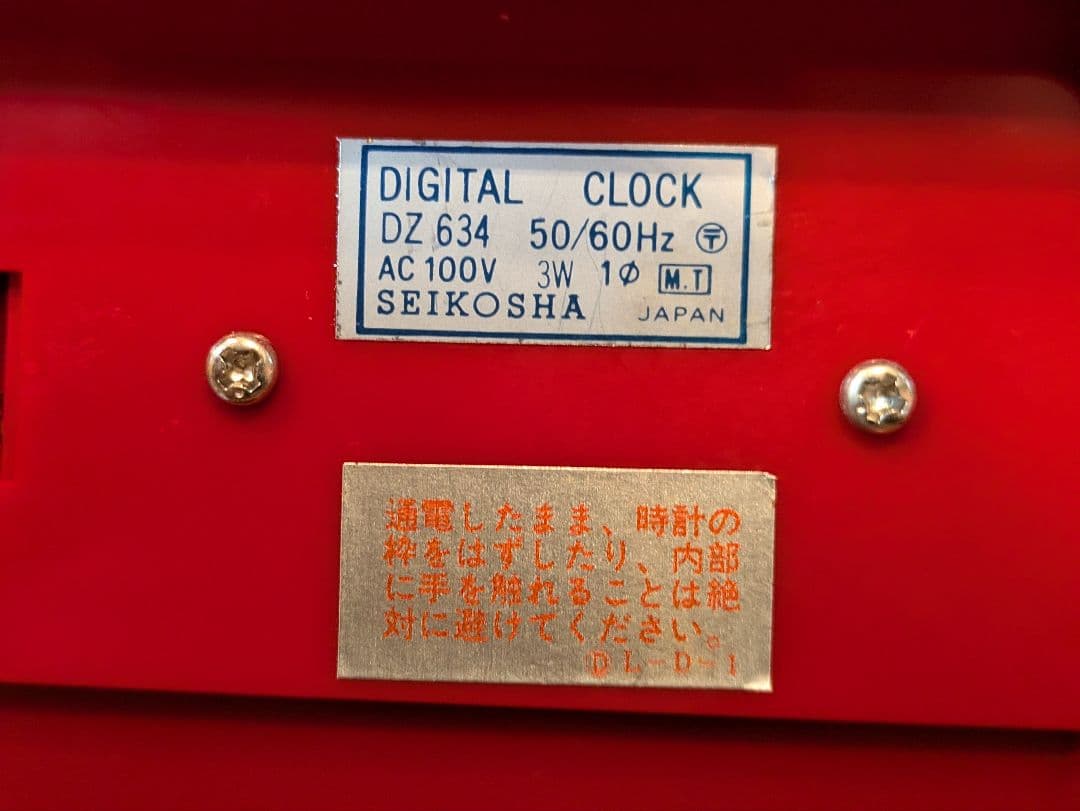 DIGITAL CLOCK
DZ 634 50/60Hz 〶
AC 100V 3W 1Ø M.T
SEIKOSHA JAPAN
通電したまま、時計の
枠をはずしたり、内部
に手を触れることは絶
対に避けてください。
DL-D-1